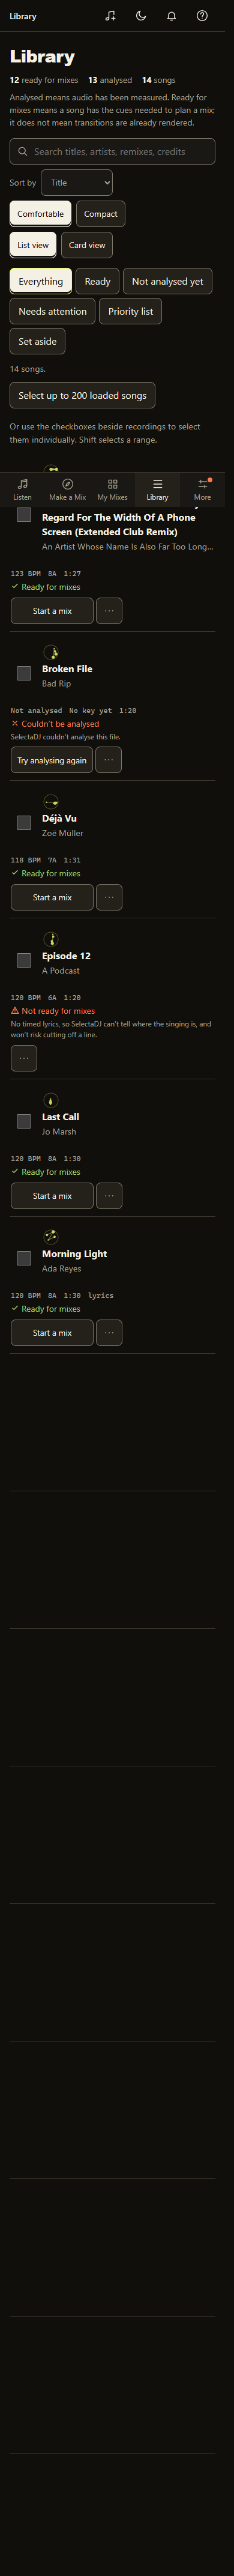 Library
Library
12 ready for mixes 13 analysed 14 songs
Analysed means audio has been measured. Ready for
mixes means a song has the cues needed to plan a mix;
it does not mean transitions are already rendered.
Search titles, artists, remixes, credits
Sort by Title
Comfortable Compact
List view Card view
Everything Ready Not analysed yet
Needs attention Priority list
Set aside
14 songs.
Select up to 200 loaded songs
Or use the checkboxes beside recordings to select
them individually. Shift selects a range.
Listen Make a Mix My Mixes Library More
Regard For The Width Of A Phone
Screen (Extended Club Remix)
An Artist Whose Name Is Also Far Too Long...
123 BPM 8A 1:27
Ready for mixes
Start a mix ...
Broken File
Bad Rip
Not analysed No key yet 1:20
Couldn't be analysed
SelectaDJ couldn't analyse this file.
Try analysing again ...
Déjà Vu
Zoë Müller
118 BPM 7A 1:31
Ready for mixes
Start a mix ...
Episode 12
A Podcast
120 BPM 6A 1:20
Not ready for mixes
No timed lyrics, so SelectaDJ can't tell where the singing is, and
won't risk cutting off a line.
...
Last Call
Jo Marsh
120 BPM 8A 1:30
Ready for mixes
Start a mix ...
Morning Light
Ada Reyes
120 BPM 8A 1:30 lyrics
Ready for mixes
Start a mix ...